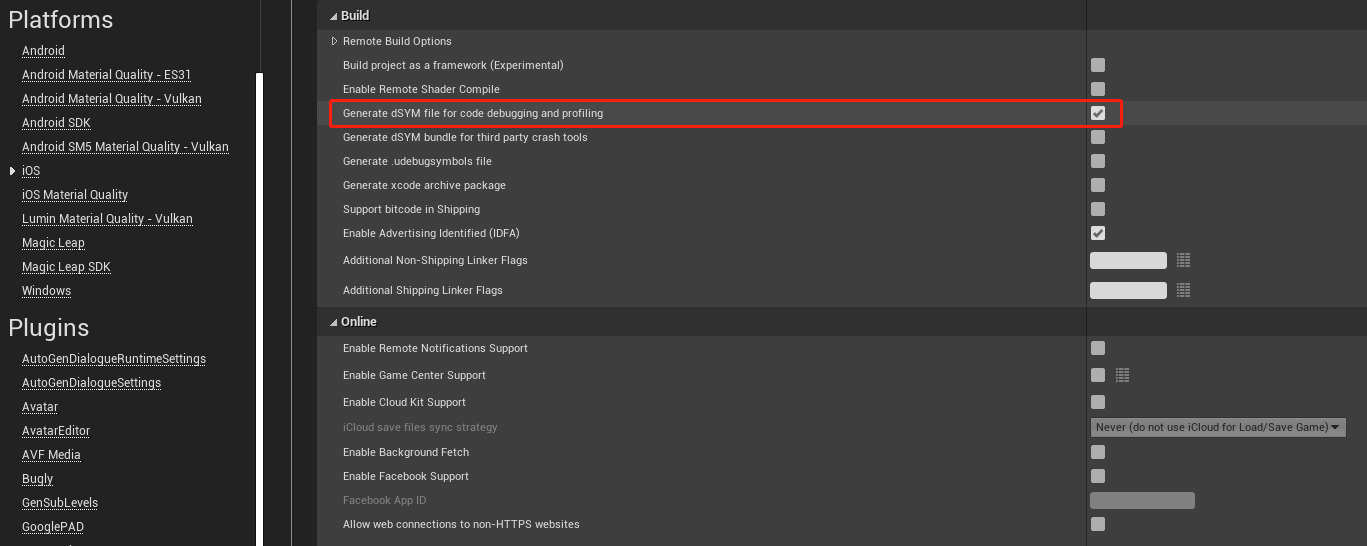 Platforms
Android
Android Material Quality - ES31
Android Material Quality - Vulkan
Android SDK
Android SM5 Material Quality - Vulkan
iOS
iOS Material Quality
Lumin Material Quality - Vulkan
Magic Leap
Magic Leap SDK
Windows
Plugins
AutoGenDialogueRuntimeSettings
AutoGenDialogueSettings
Avatar
AvatarEditor
AVF Media
Bugly
GenSubLevels
GooglePAD
Build
Remote Build Options
Build project as a framework (Experimental)
Enable Remote Shader Compile
Generate dSYM file for code debugging and profiling
Generate dSYM bundle for third party crash tools
Generate .udebugsymbols file
Generate xcode archive package
Support bitcode in Shipping
Enable Advertising Identified (IDFA)
Additional Non-Shipping Linker Flags
Additional Shipping Linker Flags
Online
Enable Remote Notifications Support
Enable Game Center Support
Enable Cloud Kit Support
iCloud save files sync strategy
Never (do not use iCloud for Load/Save Game)
Enable Background Fetch
Enable Facebook Support
Facebook App ID
Allow web connections to non-HTTPS websites